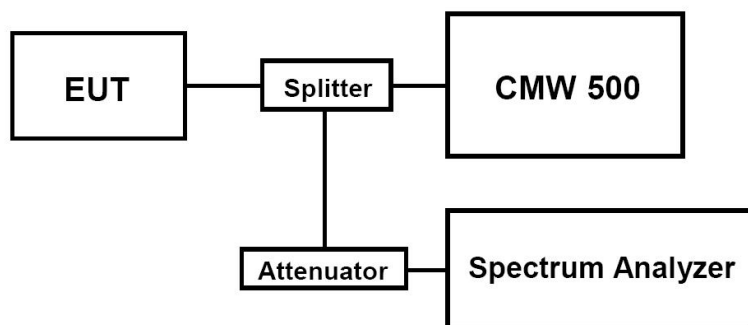 EUT
Splitter
CMW 500
Attenuator
Spectrum Analyzer